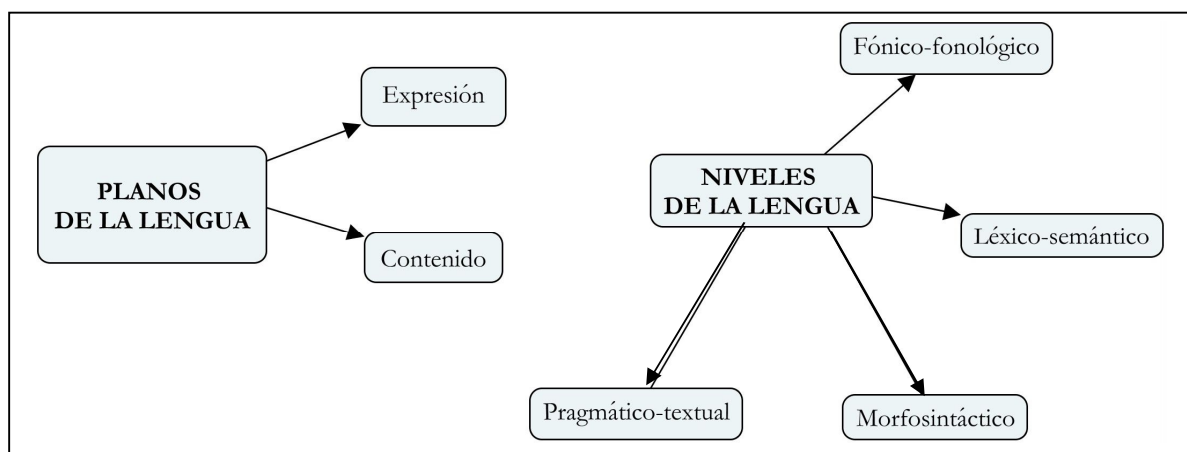 Expresión
PLANOS
DE LA LENGUA
Contenido
Fónico-fonológico
NIVELES
DE LA LENGUA
Léxico-semántico
Pragmático-textual
Morfosintáctico